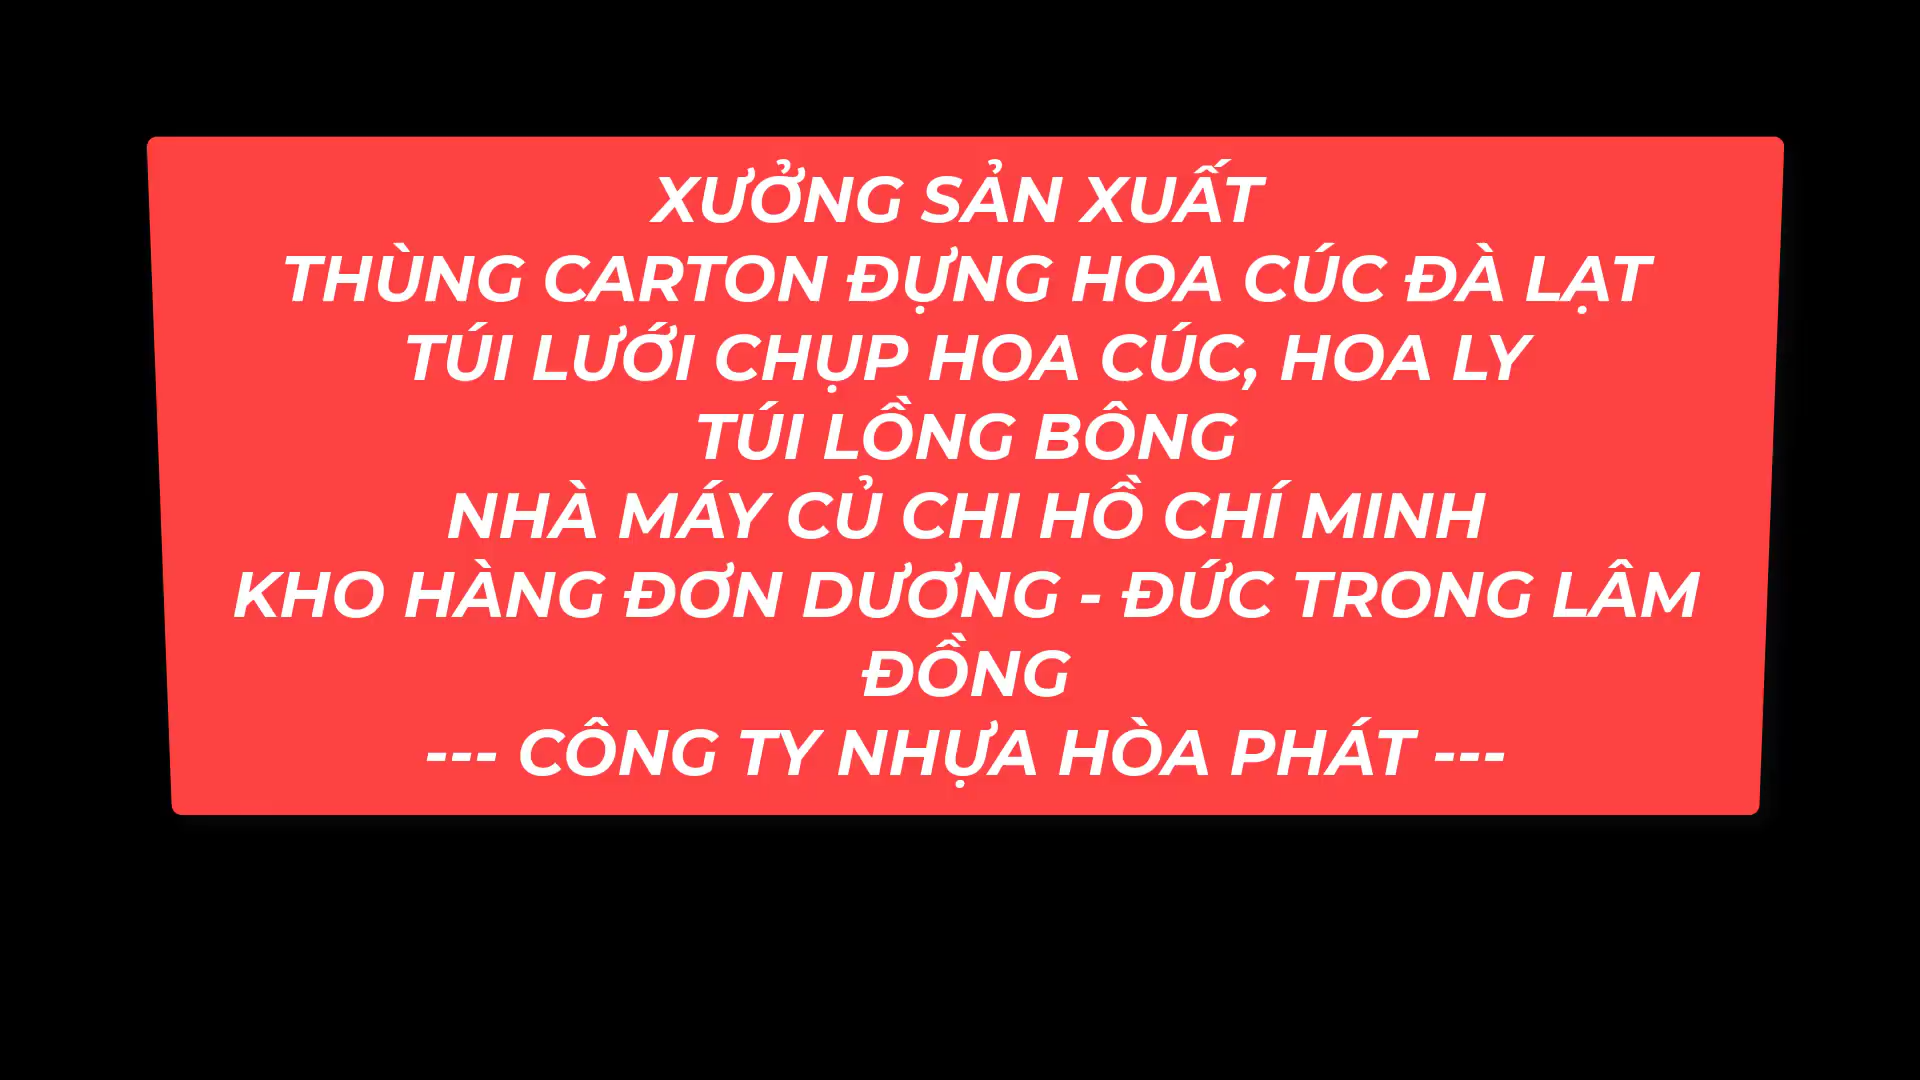 XƯỞNG SẢN XUẤT
THÙNG CARTON ĐỰNG HOA CÚC ĐÀ LẠT
TÚI LƯỚI CHỤP HOA CÚC, HOA LY
TÚI LỒNG BÔNG
NHÀ MÁY CỦ CHI HỒ CHÍ MINH
KHO HÀNG ĐƠN DƯƠNG - ĐỨC TRONG LÂM
ĐỒNG
--- CÔNG TY NHỰA HÒA PHÁT ---